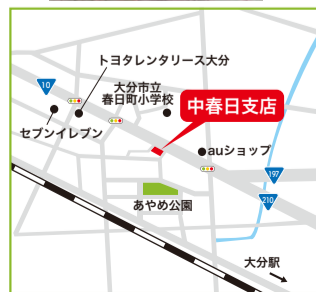 トヨタレンタリース大分
10
大分市立
春日町小学校
中春日支店
セブンイレブン
auショップ
197
あやめ公園
210
大分駅